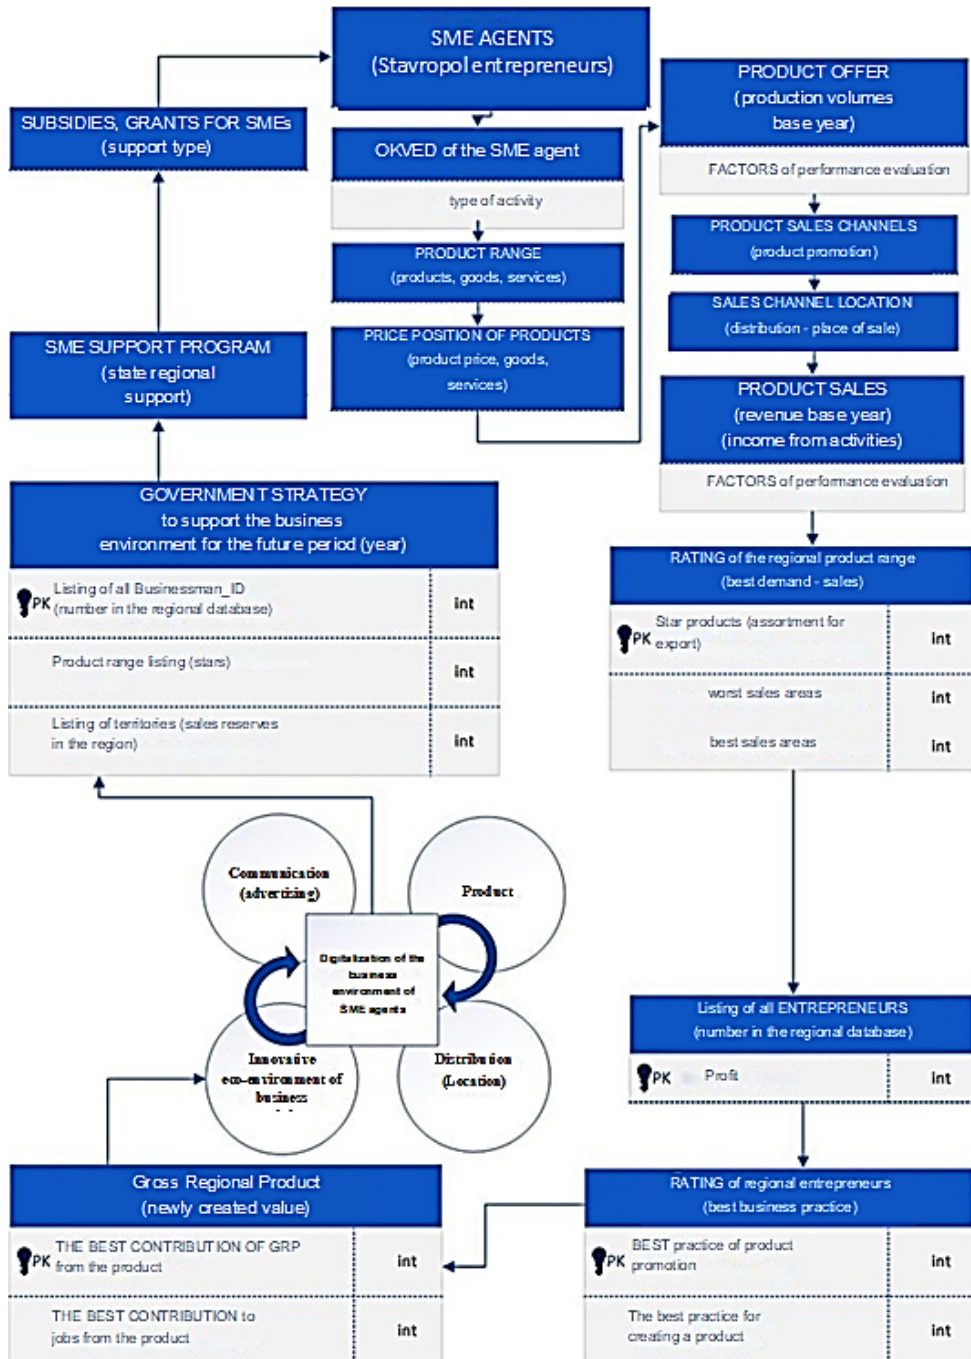 SME AGENTS
(Stavropol entrepreneurs)
SUBSIDIES, GRANTS FOR SMEs
(support type)
OKVED of the SME agent
type of activity
PRODUCT RANGE
(products, goods, services)
PRICE POSITION OF PRODUCTS
(product price, goods,
services)
PRODUCT OFFER
(production volumes
base year)
FACTORS of performance evaluation
PRODUCT SALES CHANNELS
(product promotion)
SALES CHANNEL LOCATION
(distribution - place of sale)
PRODUCT SALES
(revenue base year)
(income from activities)
FACTORS of performance evaluation
SME SUPPORT PROGRAM
(state regional
support)
GOVERNMENT STRATEGY
to support the business
environment for the future period (year)
PK Listing of all Businessman_ID
(number in the regional database)
int
Product range listing (stars)
int
Listing of territories (sales reserves
in the region)
int
RATING of the regional product range
(best demand - sales)
PK Star products (assortment for
export)
int
worst sales areas
int
best sales areas
int
Communication
(advertising)
Product
Digitalization of the
business
environment of
SME agents
Innovative
eco-environment of
business
Distribution
(Location)
Listing of all ENTREPRENEURS
(number in the regional database)
PK Profit
int
RATING of regional entrepreneurs
(best business practice)
PK BEST practice of product
promotion
int
The best practice for
creating a product
int
Gross Regional Product
(newly created value)
PK THE BEST CONTRIBUTION OF GRP
from the product
int
THE BEST CONTRIBUTION to
jobs from the product
int